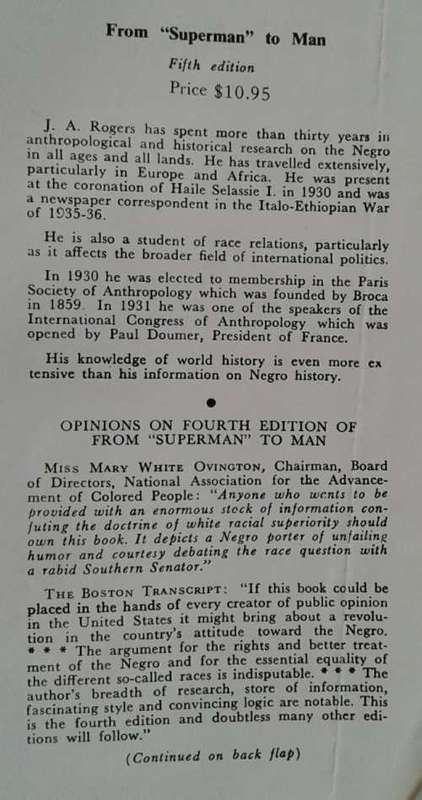 From "Superman" to Man
Fifth edition
Price $10.95
J. A. Rogers has spent more than thirty years in
anthropological and historical research on the Negro
in all ages and all lands. He has travelled extensively,
particularly in Europe and Africa. He was present
at the coronation of Haile Selassie I. in 1930 and was
a newspaper correspondent in the Italo-Ethiopian War
of 1935-36.
He is also a student of race relations, particularly
as it affects the broader field of international politics.
In 1930 he was elected to membership in the Paris
Society of Anthropology which was founded by Broca
in 1859. In 1931 he was one of the speakers of the
International Congress of Anthropology which was
opened by Paul Doumer, President of France.
His knowledge of world history is even more ex
tensive than his information on Negro history.
●
OPINIONS ON FOURTH EDITION OF
FROM "SUPERMAN" TO MAN
MISS MARY WHITE OVINGTON, Chairman, Board
of Directors, National Association for the Advance-
ment of Colored People: "Anyone who wants to be
provided with an enormous stock of information con-
futing the doctrine of white racial superiority should
own this book. It depicts a Negro porter of unfailing
humor and courtesy debating the race question with
a rabid Southern Senator."
THE BOSTON TRANSCRIPT: "If this book could be
placed in the hands of every creator of public opinion
in the United States it might bring about a revolu-
tion in the country's attitude toward the Negro.
* * * The argument for the rights and better treat-
ment of the Negro and for the essential equality of
the different so-called races is indisputable. * * * The
author's breadth of research, store of information,
fascinating style and convincing logic are notable. This
is the fourth edition and doubtless many other edi-
tions will follow."
(Continued on back flap)